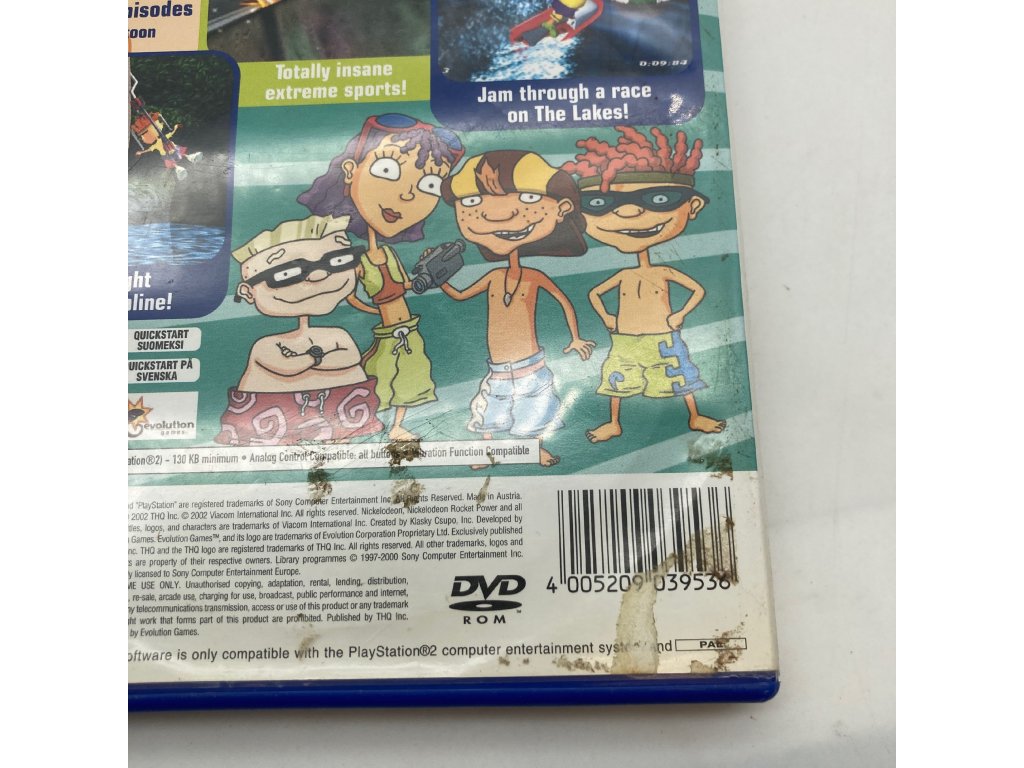 pisodes
toon
Totally insane
extreme sports!
0:09:84
3
Jam through a race
on The Lakes!
ght
nline!
QUICKSTART
SUOMEKSI
UICKSTART PÅ
SVENSKA
evolution
games
ation®2) – 130 KB minimum • Analog Control Compatible: all buttons Function Compatible
nd "PlayStation" are registered trademarks of Sony Computer Entertainment Inc. All Rights Reserved. Made in Austria.
2002 THQ Inc. © 2002 Viacom International Inc. All rights reserved. Nickelodeon, Nickelodeon Rocket Power and all
titles, logos, and characters are trademarks of Viacom International Inc. Created by Klasky Csupo, Inc. Developed by
n Games. Evolution Games™, and its logo are trademarks of Evolution Corporation Proprietary Ltd. Exclusively published
nc. THQ and the THQ logo are registered trademarks of THQ Inc. All rights reserved. All other trademarks, logos and
s are property of their respective owners. Library programmes © 1997-2000 Sony Computer Entertainment Inc.
y licensed to Sony Computer Entertainment Europe.
ME USE ONLY. Unauthorised copying, adaptation, rental, lending, distribution,
, re-sale, arcade use, charging for use, broadcast, public performance and internet,
ny telecommunications transmission, access or use of this product or any trademark
ght work that forms part of this product are prohibited. Published by THQ Inc.
by Evolution Games.
DVD
ROM
4 005209 039536
oftware is only compatible with the PlayStation®2 computer entertainment system and
PAL